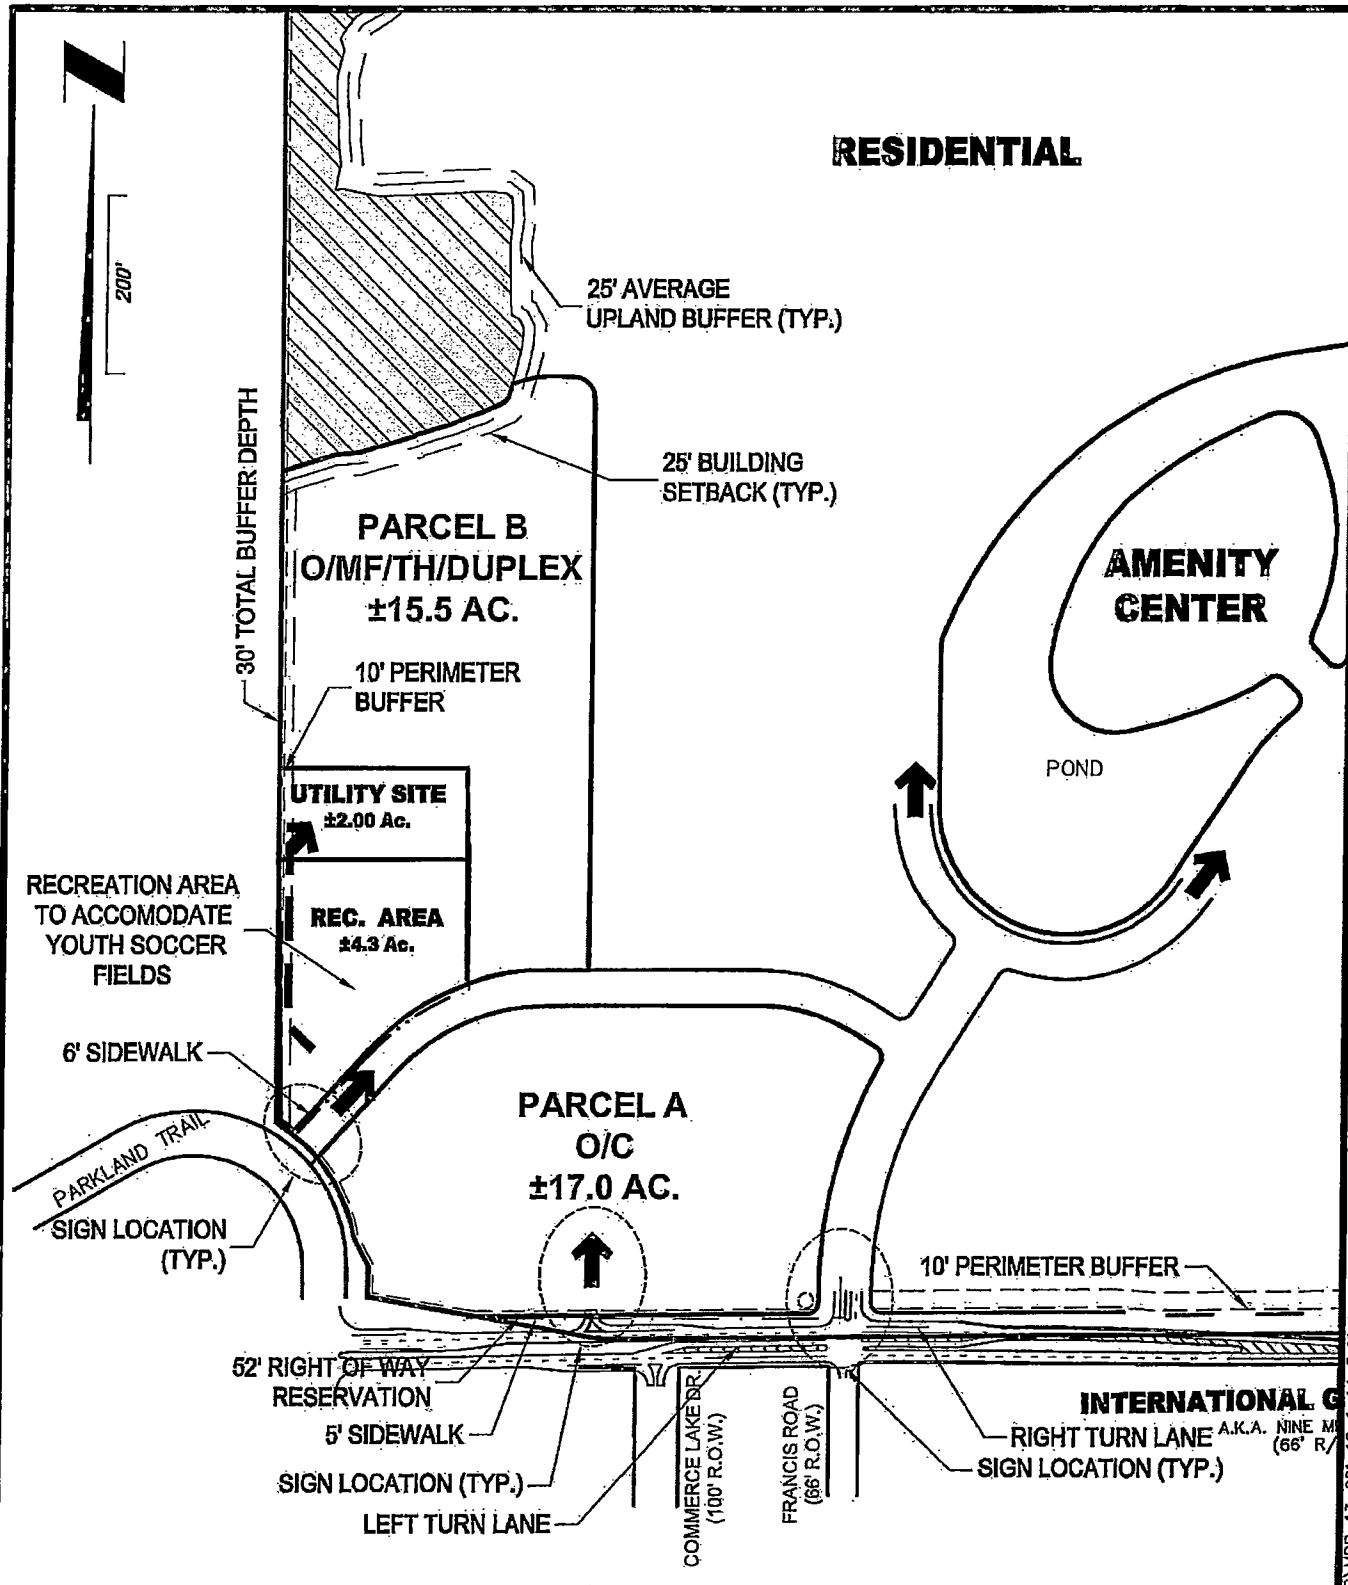 RESIDENTIAL
200'
25' AVERAGE
UPLAND BUFFER (TYP.)
30' TOTAL BUFFER DEPTH
25' BUILDING
SETBACK (TYP.)
PARCEL B
O/MF/TH/DUPLEX
±15.5 AC.
AMENITY
CENTER
10' PERIMETER
BUFFER
POND
UTILITY SITE
±2.00 Ac.
RECREATION AREA
TO ACCOMODATE
YOUTH SOCCER
FIELDS
REC. AREA
±4.3 Ac.
6' SIDEWALK
PARCEL A
O/C
±17.0 AC.
PARKLAND TRAIL
SIGN LOCATION
(TYP.)
10' PERIMETER BUFFER
52' RIGHT OF WAY
RESERVATION
5' SIDEWALK
SIGN LOCATION (TYP.)
LEFT TURN LANE
COMMERCE LAKE DR.
(100' R.O.W.)
FRANCIS ROAD
(66' R.O.W.)
INTERNATIONAL G
RIGHT TURN LANE
A.K.A. NINE M
(66' R/
SIGN LOCATION (TYP.)